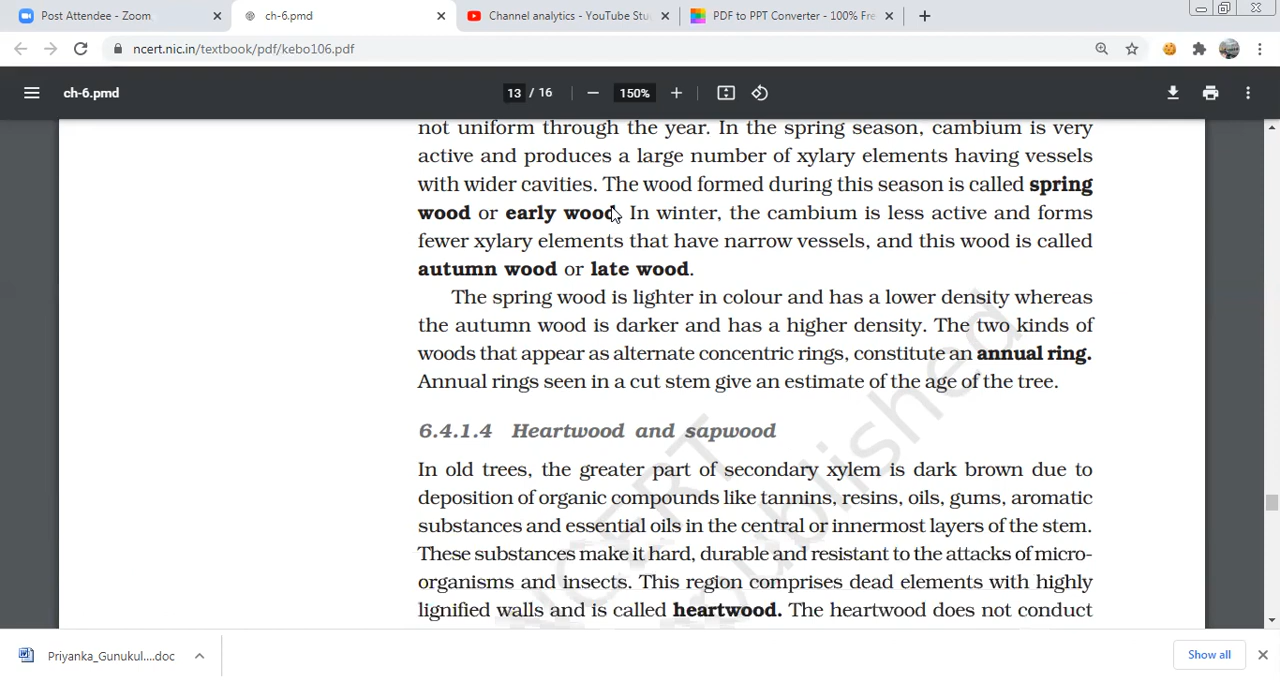 Post Attendee - Zoom
ch-6.pmd
Channel analytics - YouTube Stu
PDF to PPT Converter - 100% Fre
ncert.nic.in/textbook/pdf/kebo106.pdf
ch-6.pmd
13 / 16
150%
not uniform through the year. In the spring season, cambium is very
active and produces a large number of xylary elements having vessels
with wider cavities. The wood formed during this season is called spring
wood or early wood. In winter, the cambium is less active and forms
fewer xylary elements that have narrow vessels, and this wood is called
autumn wood or late wood.
The spring wood is lighter in colour and has a lower density whereas
the autumn wood is darker and has a higher density. The two kinds of
woods that appear as alternate concentric rings, constitute an annual ring.
Annual rings seen in a cut stem give an estimate of the age of the tree.
6.4.1.4 Heartwood and sapwood
In old trees, the greater part of secondary xylem is dark brown due to
deposition of organic compounds like tannins, resins, oils, gums, aromatic
substances and essential oils in the central or innermost layers of the stem.
These substances make it hard, durable and resistant to the attacks of micro-
organisms and insects. This region comprises dead elements with highly
lignified walls and is called heartwood. The heartwood does not conduct
NCERT
published
Priyanka_Gunukul....doc
Show all